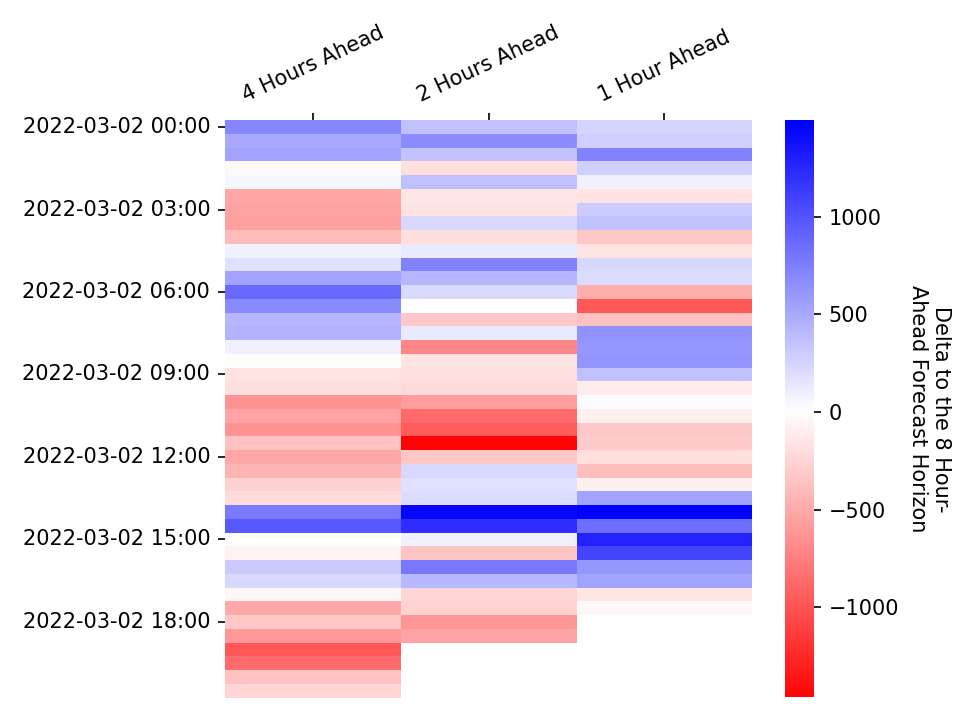 4 Hours Ahead
2 Hours Ahead
1 Hour Ahead
2022-03-02 00:00
2022-03-02 03:00
2022-03-02 06:00
2022-03-02 09:00
2022-03-02 12:00
2022-03-02 15:00
2022-03-02 18:00
1000
500
0
−500
−1000
Delta to the 8 Hour-
Ahead Forecast Horizon